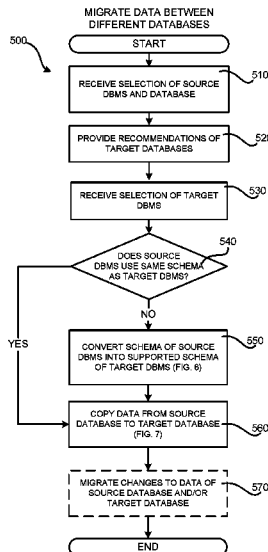 MIGRATE DATA BETWEEN
DIFFERENT DATABASES
START
500
510
RECEIVE SELECTION OF SOURCE
DBMS AND DATABASE
520
PROVIDE RECOMMENDATIONS OF
TARGET DATABASES
530
RECEIVE SELECTION OF TARGET
DBMS
540
DOES SOURCE
DBMS USE SAME SCHEMA
AS TARGET DBMS?
NO
YES
550
CONVERT SCHEMA OF SOURCE
DBMS INTO SUPPORTED SCHEMA
OF TARGET DBMS (FIG. 6)
COPY DATA FROM SOURCE
DATABASE TO TARGET DATABASE
(FIG. 7)
560
MIGRATE CHANGES TO DATA OF
SOURCE DATABASE AND/OR
TARGET DATABASE
570
END